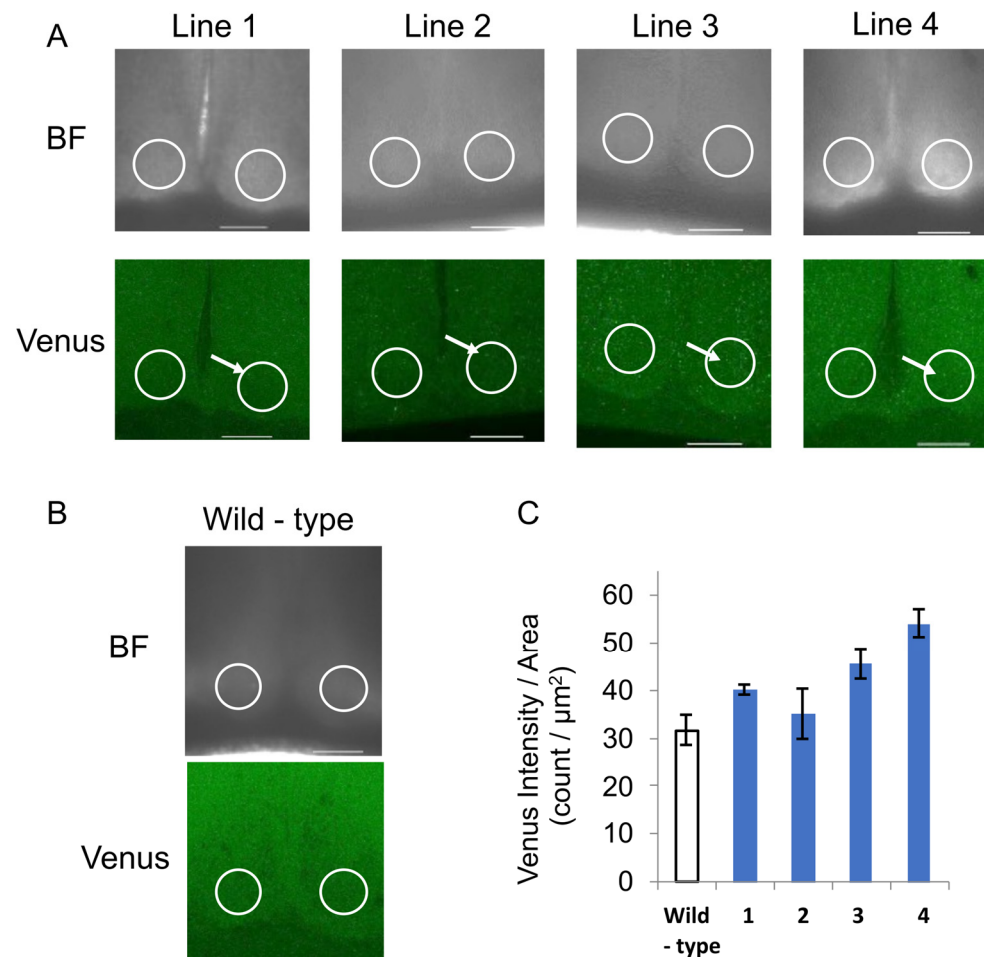 A
Line 1
Line 2
Line 3
Line 4
BF
Venus
B
Wild - type
BF
Venus
C
Venus Intensity / Area
(count / µm²)
60
50
40
30
20
10
0
Wild
- type
1
2
3
4